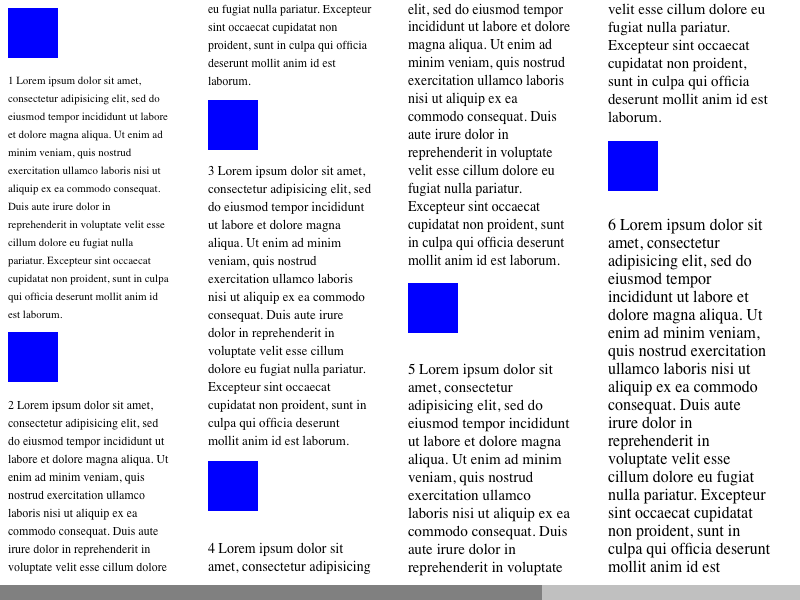 1 Lorem ipsum dolor sit amet,
consectetur adipisicing elit, sed do
eiusmod tempor incididunt ut labore
et dolore magna aliqua. Ut enim ad
minim veniam, quis nostrud
exercitation ullamco laboris nisi ut
aliquip ex ea commodo consequat.
Duis aute irure dolor in
reprehenderit in voluptate velit esse
cillum dolore eu fugiat nulla
pariatur. Excepteur sint occaecat
cupidatat non proident, sunt in culpa
qui officia deserunt mollit anim id
est laborum.
2 Lorem ipsum dolor sit amet,
consectetur adipisicing elit, sed
do eiusmod tempor incididunt ut
labore et dolore magna aliqua. Ut
enim ad minim veniam, quis
nostrud exercitation ullamco
laboris nisi ut aliquip ex ea
commodo consequat. Duis aute
irure dolor in reprehenderit in
voluptate velit esse cillum dolore
eu fugiat nulla pariatur. Excepteur
sint occaecat cupidatat non
proident, sunt in culpa qui officia
deserunt mollit anim id est
laborum.
3 Lorem ipsum dolor sit amet,
consectetur adipisicing elit, sed
do eiusmod tempor incididunt
ut labore et dolore magna
aliqua. Ut enim ad minim
veniam, quis nostrud
exercitation ullamco laboris
nisi ut aliquip ex ea commodo
consequat. Duis aute irure
dolor in reprehenderit in
voluptate velit esse cillum
dolore eu fugiat nulla pariatur.
Excepteur sint occaecat
cupidatat non proident, sunt in
culpa qui officia deserunt
mollit anim id est laborum.
4 Lorem ipsum dolor sit
amet, consectetur adipisicing
elit, sed do eiusmod tempor
incididunt ut labore et dolore
magna aliqua. Ut enim ad
minim veniam, quis nostrud
exercitation ullamco laboris
nisi ut aliquip ex ea
commodo consequat. Duis
aute irure dolor in
reprehenderit in voluptate
velit esse cillum dolore eu
fugiat nulla pariatur.
Excepteur sint occaecat
cupidatat non proident, sunt
in culpa qui officia deserunt
mollit anim id est laborum.
5 Lorem ipsum dolor sit
amet, consectetur
adipisicing elit, sed do
eiusmod tempor incididunt
ut labore et dolore magna
aliqua. Ut enim ad minim
veniam, quis nostrud
exercitation ullamco
laboris nisi ut aliquip ex ea
commodo consequat. Duis
aute irure dolor in
reprehenderit in voluptate
velit esse cillum dolore eu
fugiat nulla pariatur.
Excepteur sint occaecat
cupidatat non proident,
sunt in culpa qui officia
deserunt mollit anim id est
laborum.
6 Lorem ipsum dolor sit
amet, consectetur
adipisicing elit, sed do
eiusmod tempor
incididunt ut labore et
dolore magna aliqua. Ut
enim ad minim veniam,
quis nostrud exercitation
ullamco laboris nisi ut
aliquip ex ea commodo
consequat. Duis aute
irure dolor in
reprehenderit in
voluptate velit esse
cillum dolore eu fugiat
nulla pariatur. Excepteur
sint occaecat cupidatat
non proident, sunt in
culpa qui officia deserunt
mollit anim id est